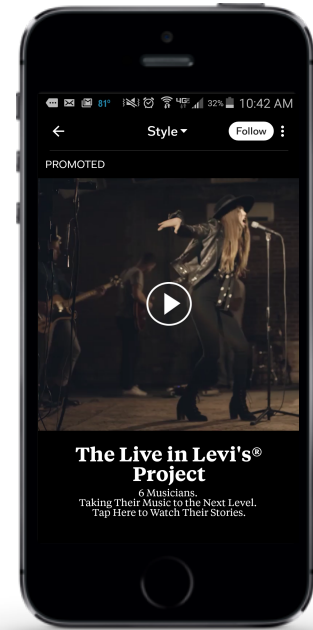 81° 4G 32% 10:42 AM
Style Follow
PROMOTED
The Live in Levi's®
Project
6 Musicians.
Taking Their Music to the Next Level.
Tap Here to Watch Their Stories.